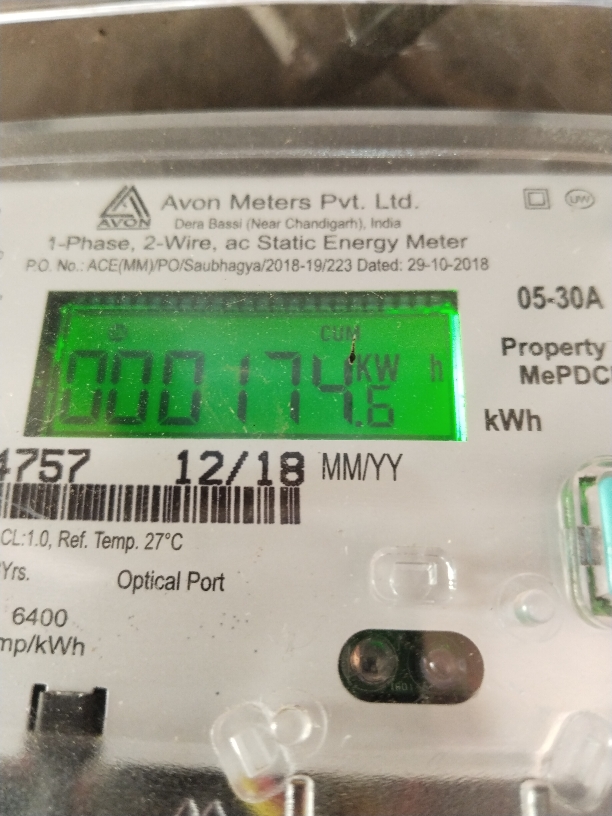 AVON
Avon Meters Pvt. Ltd.
Dera Bassi (Near Chandigarh), India
1-Phase, 2-Wire, ac Static Energy Meter
P.O. No.: ACE(MM)/PO/Saubhagya/2018-19/223 Dated: 29-10-2018
05-30A
Property
CUM
000174.6 KW h
kWh
4757 12/18 MM/YY
CL:1.0, Ref. Temp. 27°C
Yrs. Optical Port
6400
mp/kWh